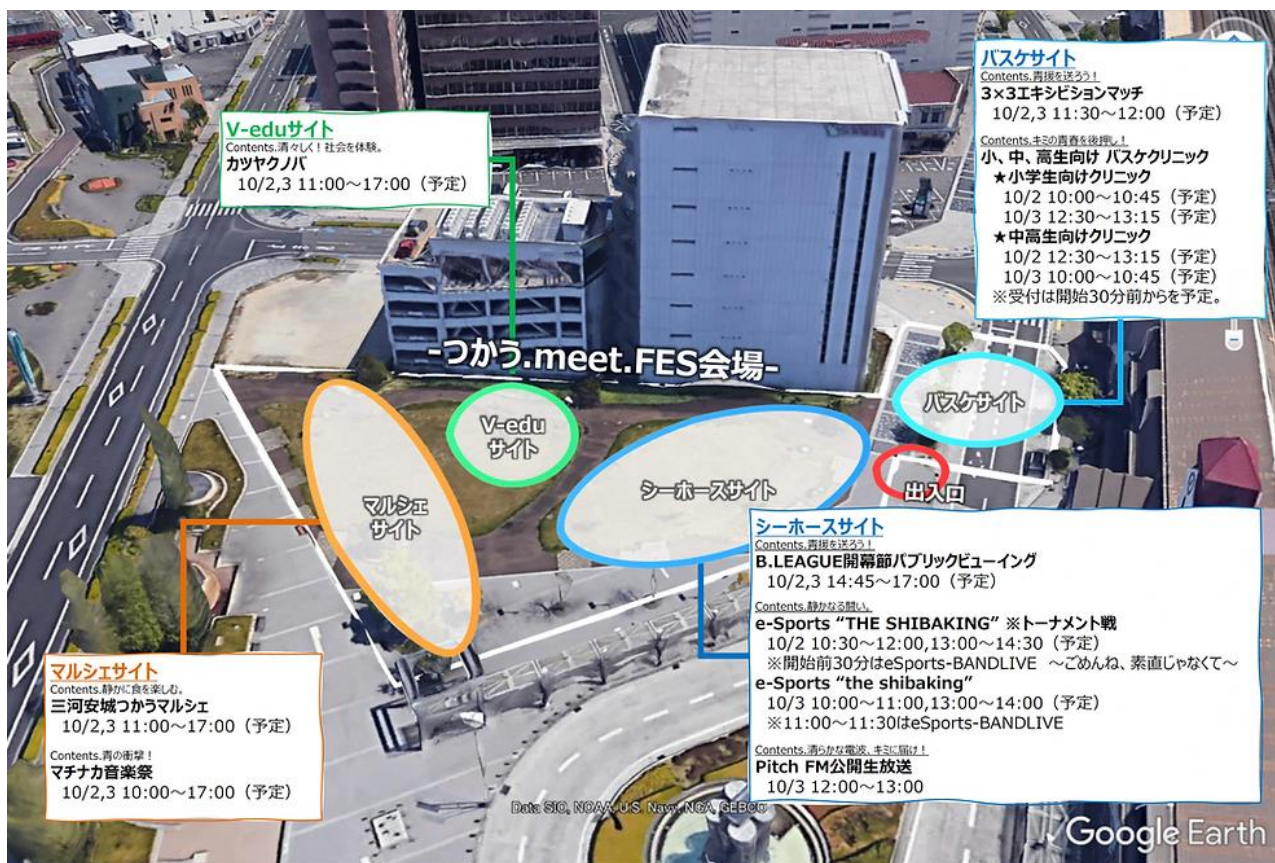 V-eduサイト
Contents.清々しく！社会を体験。
カツヤクノバ
10/2,3 11:00～17:00（予定）
バスケサイト
Contents.青援を送ろう！
3×3エキシビションマッチ
10/2,3 11:30～12:00（予定）
Contents.キミの青春を後押し！
小、中、高生向け バスケクリニック
★小学生向けクリニック
10/2 10:00～10:45（予定）
10/3 12:30～13:15（予定）
★中高生向けクリニック
10/2 12:30～13:15（予定）
10/3 10:00～10:45（予定）
※受付は開始30分前からを予定。
-つかう.meet.FES会場-
V-edu
サイト
バスケサイト
マルシェ
サイト
シーホースサイト
出入口
シーホースサイト
Contents.青援を送ろう！
B.LEAGUE開幕節パブリックビューイング
10/2,3 14:45～17:00（予定）
Contents.静かなる闘い。
e-Sports “THE SHIBAKING” ※トーナメント戦
10/2 10:30～12:00,13:00～14:30（予定）
※開始前30分はeSports-BANDLIVE ～ごめんね、素直じゃなくて～
e-Sports “the shibaking”
10/3 10:00～11:00,13:00～14:00（予定）
※11:00～11:30はeSports-BANDLIVE
Contents.清らかな電波、キミに届け！
Pitch FM公開生放送
10/3 12:00～13:00
マルシェサイト
Contents.静かに食を楽しむ。
三河安城つかうマルシェ
10/2,3 11:00～17:00（予定）
Contents.青の衝撃！
マチナカ音楽祭
10/2,3 10:00～17:00（予定）
Data SIO, NOAA, U.S. Navy, NGA, GEBCO
Google Earth